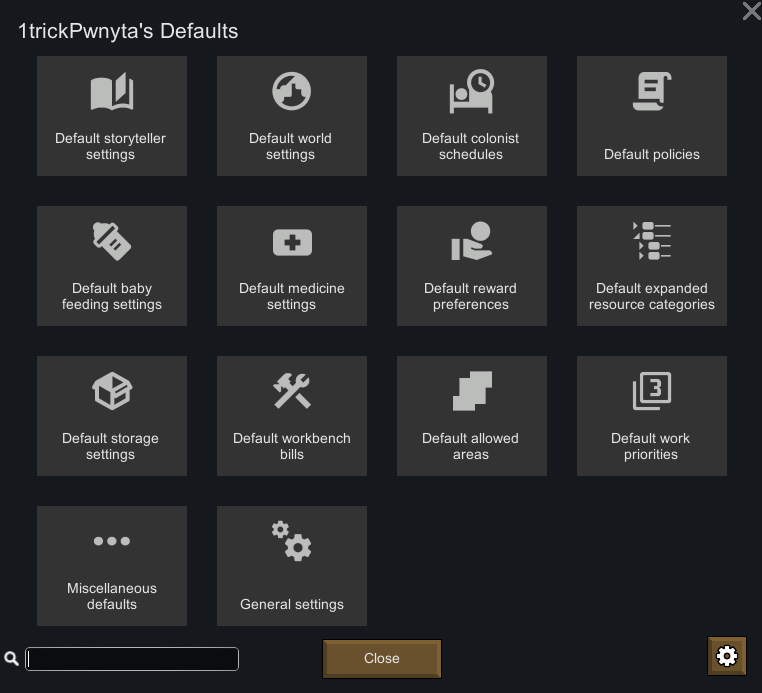 1trickPwnyta's Defaults
Default storyteller
settings
Default world
settings
Default colonist
schedules
Default policies
Default baby
feeding settings
Default medicine
settings
Default reward
preferences
Default expanded
resource categories
Default storage
settings
Default workbench
bills
Default allowed
areas
3
Default work
priorities
Miscellaneous
defaults
General settings
Close